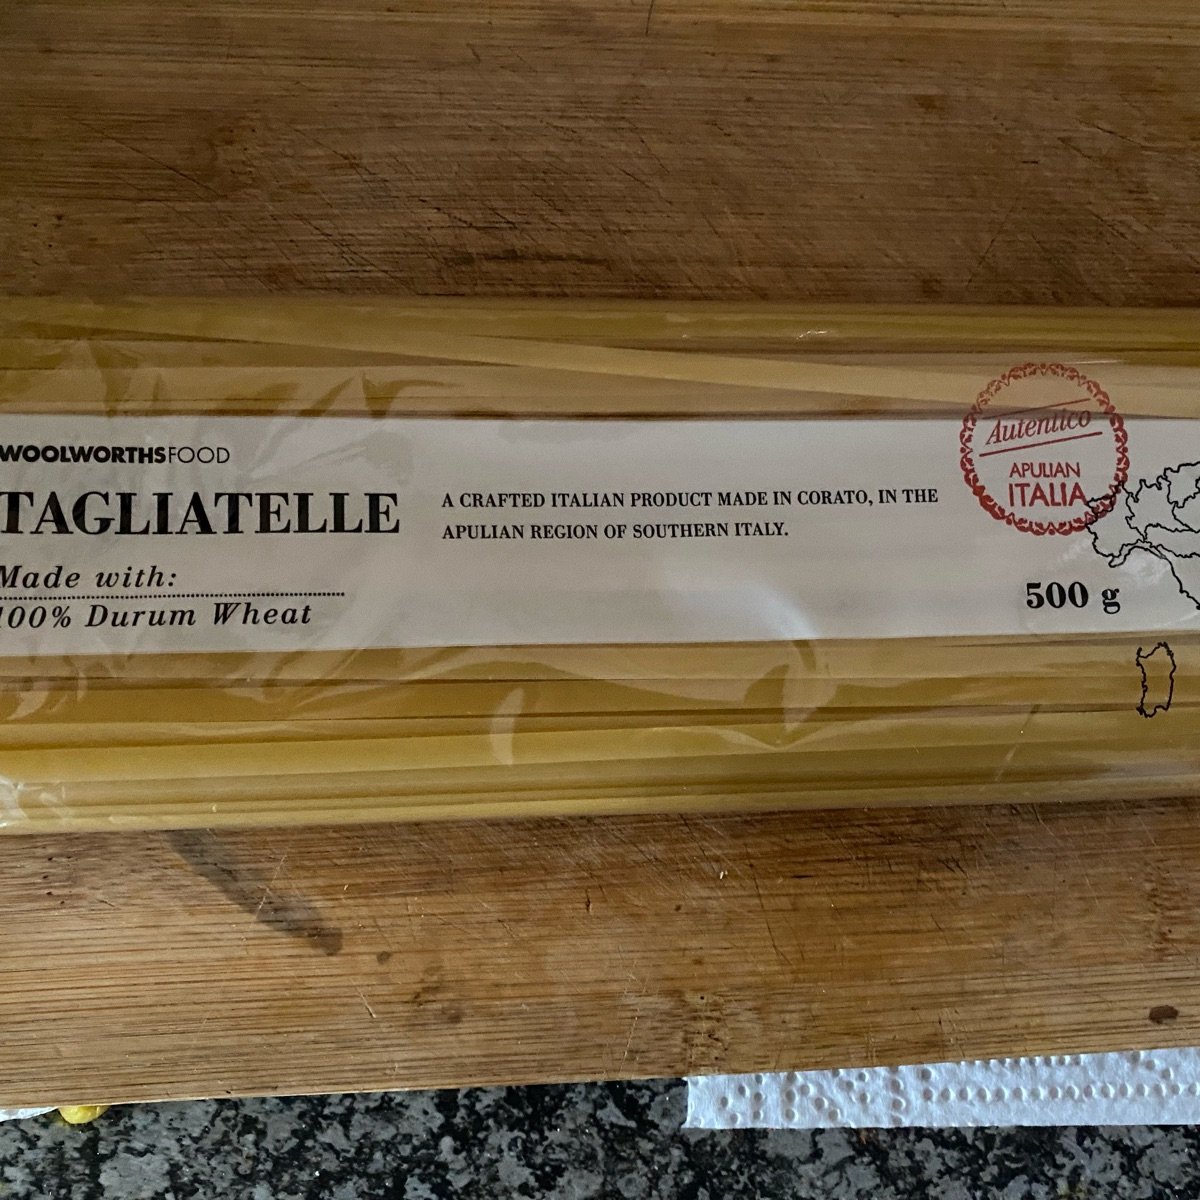 WOOLWORTHSFOOD
TAGLIATELLE
Made with:
100% Durum Wheat
A CRAFTED ITALIAN PRODUCT MADE IN CORATO, IN THE
APULIAN REGION OF SOUTHERN ITALY.
Autentico
APULIAN
ITALIA
500 g